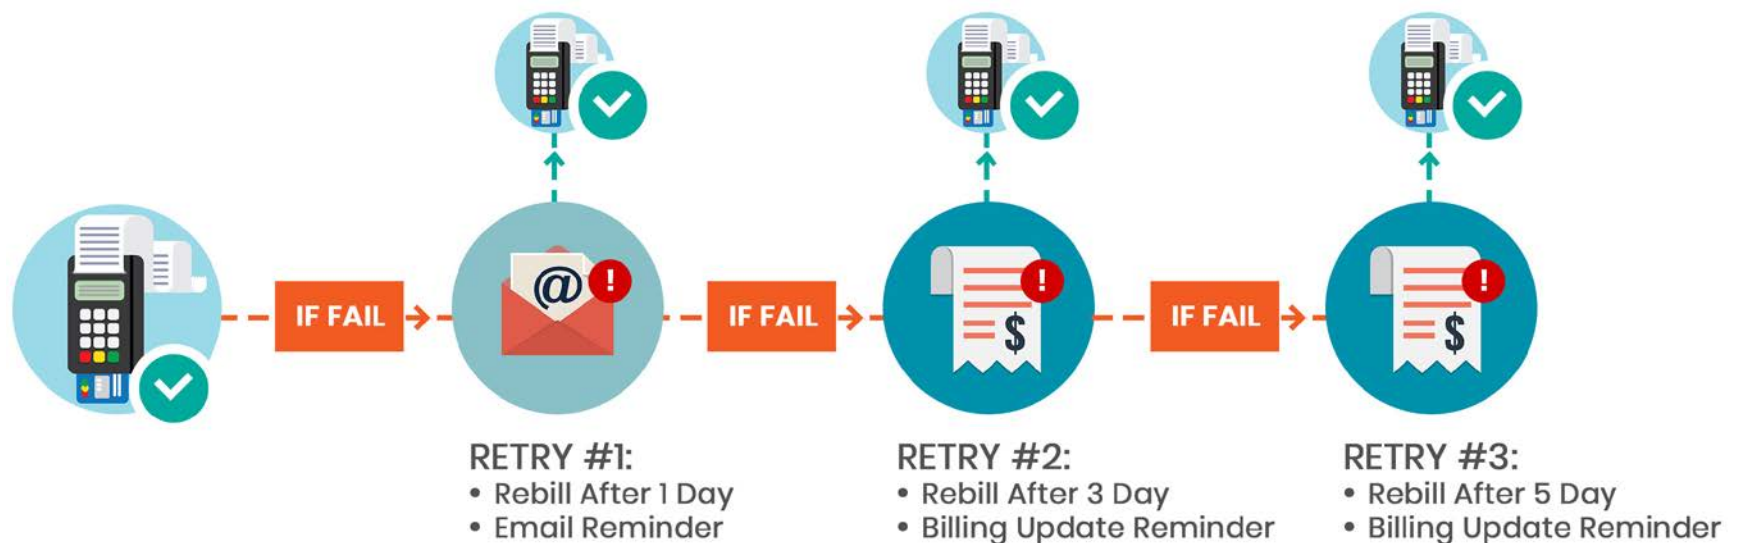 IF FAIL
IF FAIL
IF FAIL
@
!
!
$
!
$
RETRY #1:
• Rebill After 1 Day
• Email Reminder
RETRY #2:
• Rebill After 3 Day
• Billing Update Reminder
RETRY #3:
• Rebill After 5 Day
• Billing Update Reminder